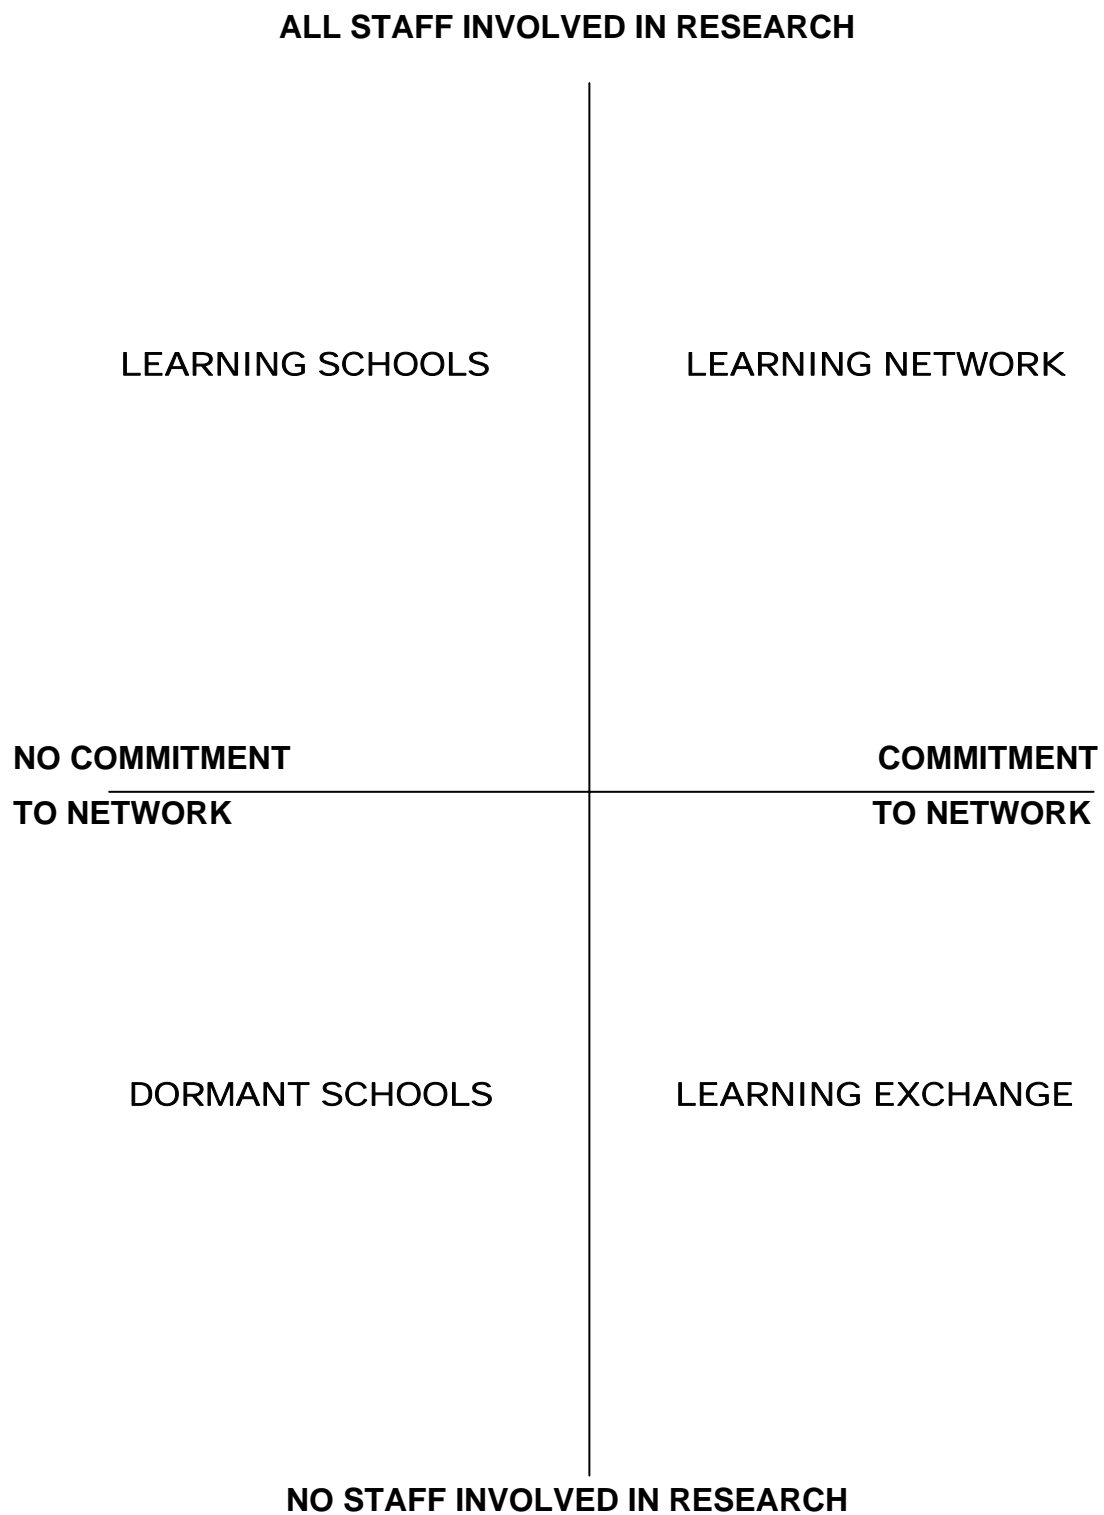 ALL STAFF INVOLVED IN RESEARCH
LEARNING SCHOOLS
LEARNING NETWORK
NO COMMITMENT
TO NETWORK
COMMITMENT
TO NETWORK
DORMANT SCHOOLS
LEARNING EXCHANGE
NO STAFF INVOLVED IN RESEARCH